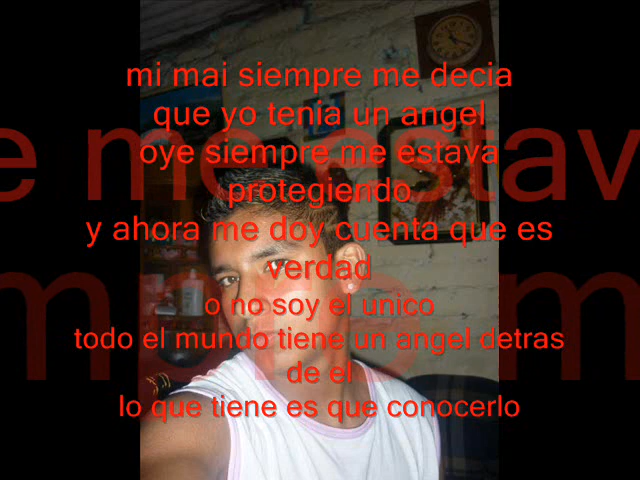 mi mai siempre me decia
que yo tenia un angel
oye siempre me estava
protegiendo
y ahora me doy cuenta que es
verdad
o no soy el unico
todo el mundo tiene un angel detras
de el
lo que tiene es que conocerlo